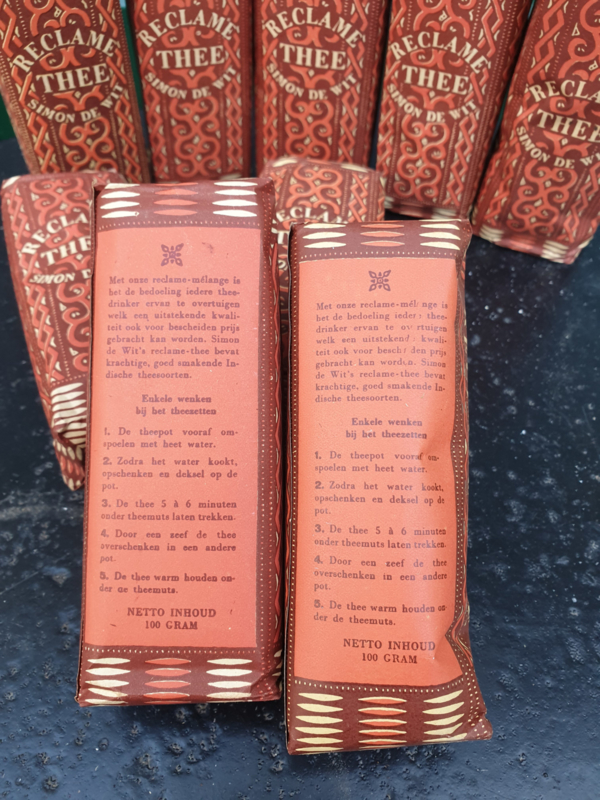 RECLAME
THEE
SIMON DE WIT
RECLAME
THEE
SIMON DE WIT
RECLAME
THEE
SIMON DE WIT
RECLAME
THEE
SIMON DE WIT
RECLAME
THEE
SIMON DE WIT
RECLA
THE
SIMON D
RECLAM
Met onze reclame-mélange is
het de bedoeling iedere thee-
drinker ervan te overtuigen
welk een uitstekende kwali-
teit ook voor bescheiden prijs
gebracht kan worden. Simon
de Wit's reclame-thee bevat
krachtige, goed smakende In-
dische theesoorten.
Enkele wenken
bij het theezetten
1. De theepot vooraf om-
spoelen met heet water.
2. Zodra het water kookt,
opschenken en deksel op de
pot.
3. De thee 5 à 6 minuten
onder theemuts laten trekken.
4. Door een zeef de thee
overschenken in een andere
pot.
5. De thee warm houden on-
der de theemuts.
NETTO INHOUD
100 GRAM
Met onze reclame-mélange is
het de bedoeling iedere thee-
drinker ervan te overtuigen
welk een uitstekende kwali-
teit ook voor bescheiden prijs
gebracht kan worden. Simon
de Wit's reclame-thee bevat
krachtige, goed smakende In-
dische theesoorten.
Enkele wenken
bij het theezetten
1. De theepot vooraf om-
spoelen met heet water.
2. Zodra het water kookt,
opschenken en deksel op de
pot.
3. De thee 5 à 6 minuten
onder theemuts laten trekken.
4. Door een zeef de thee
overschenken in een andere
pot.
5. De thee warm houden on-
der de theemuts.
NETTO INHOUD
100 GRAM